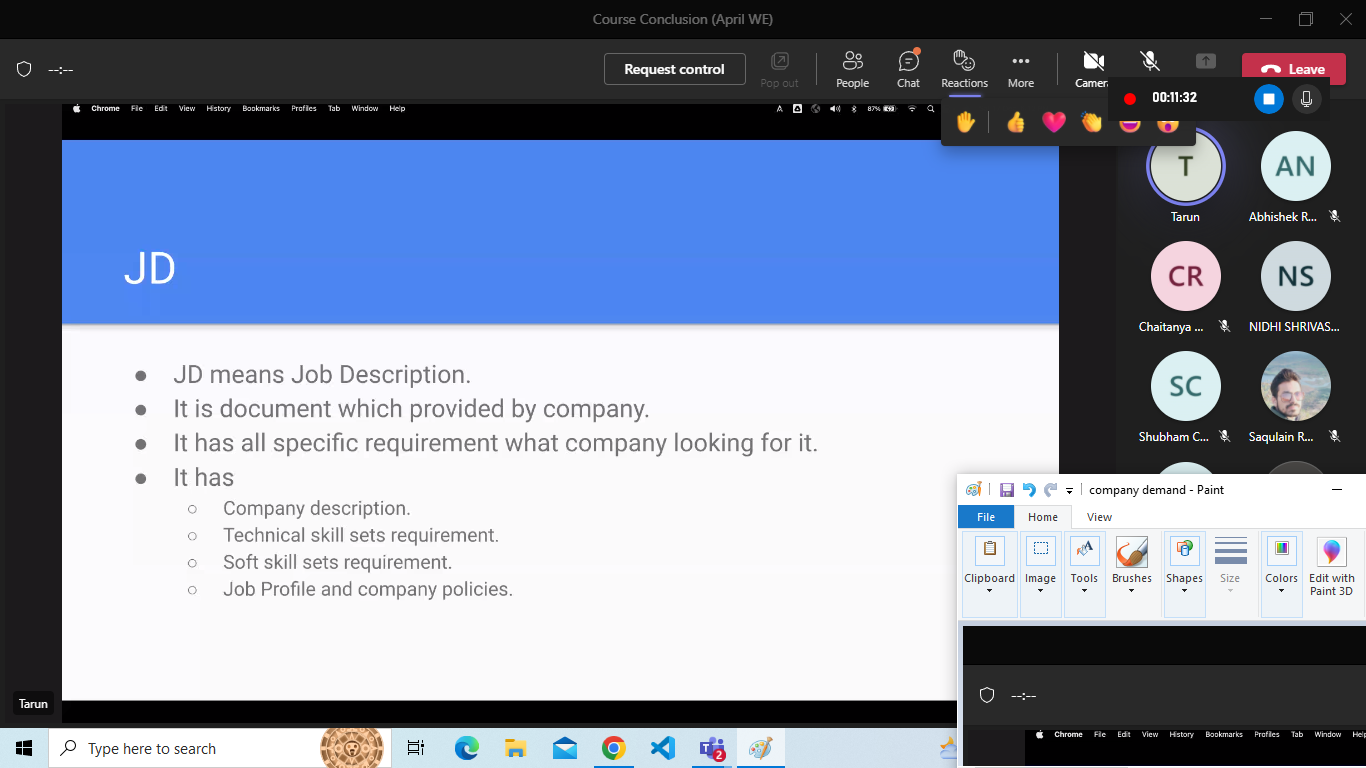 Course Conclusion (April WE)
--:--
Request control
Pop out
People
Chat
Reactions
More
Camera
Leave
00:11:32
Chrome File Edit View History Bookmarks Profiles Tab Window Help
87%
JD
● JD means Job Description.
● It is document which provided by company.
● It has all specific requirement what company looking for it.
● It has
○ Company description.
○ Technical skill sets requirement.
○ Soft skill sets requirement.
○ Job Profile and company policies.
Tarun
T
Tarun
AN
Abhishek R...
CR
Chaitanya ...
NS
NIDHI SHRIVAS...
SC
Shubham C...
Saqulain R...
company demand - Paint
File Home View
Clipboard
Image
Tools
Brushes
Shapes
Size
Colors
Edit with
Paint 3D
--:--
Chrome File Edit View History Bookmarks Profiles Tab Window Help
Type here to search
2